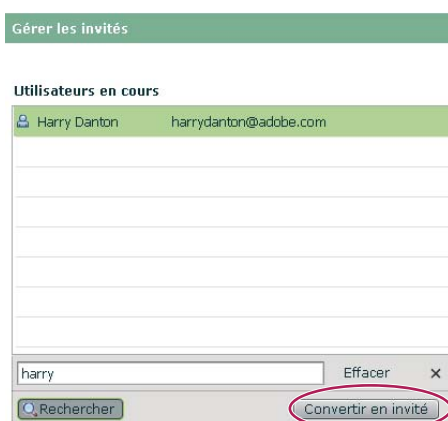 Gérer les invités
Utilisateurs en cours
Harry Danton harrydanton@adobe.com
harry Effacer
Rechercher Convertir en invité